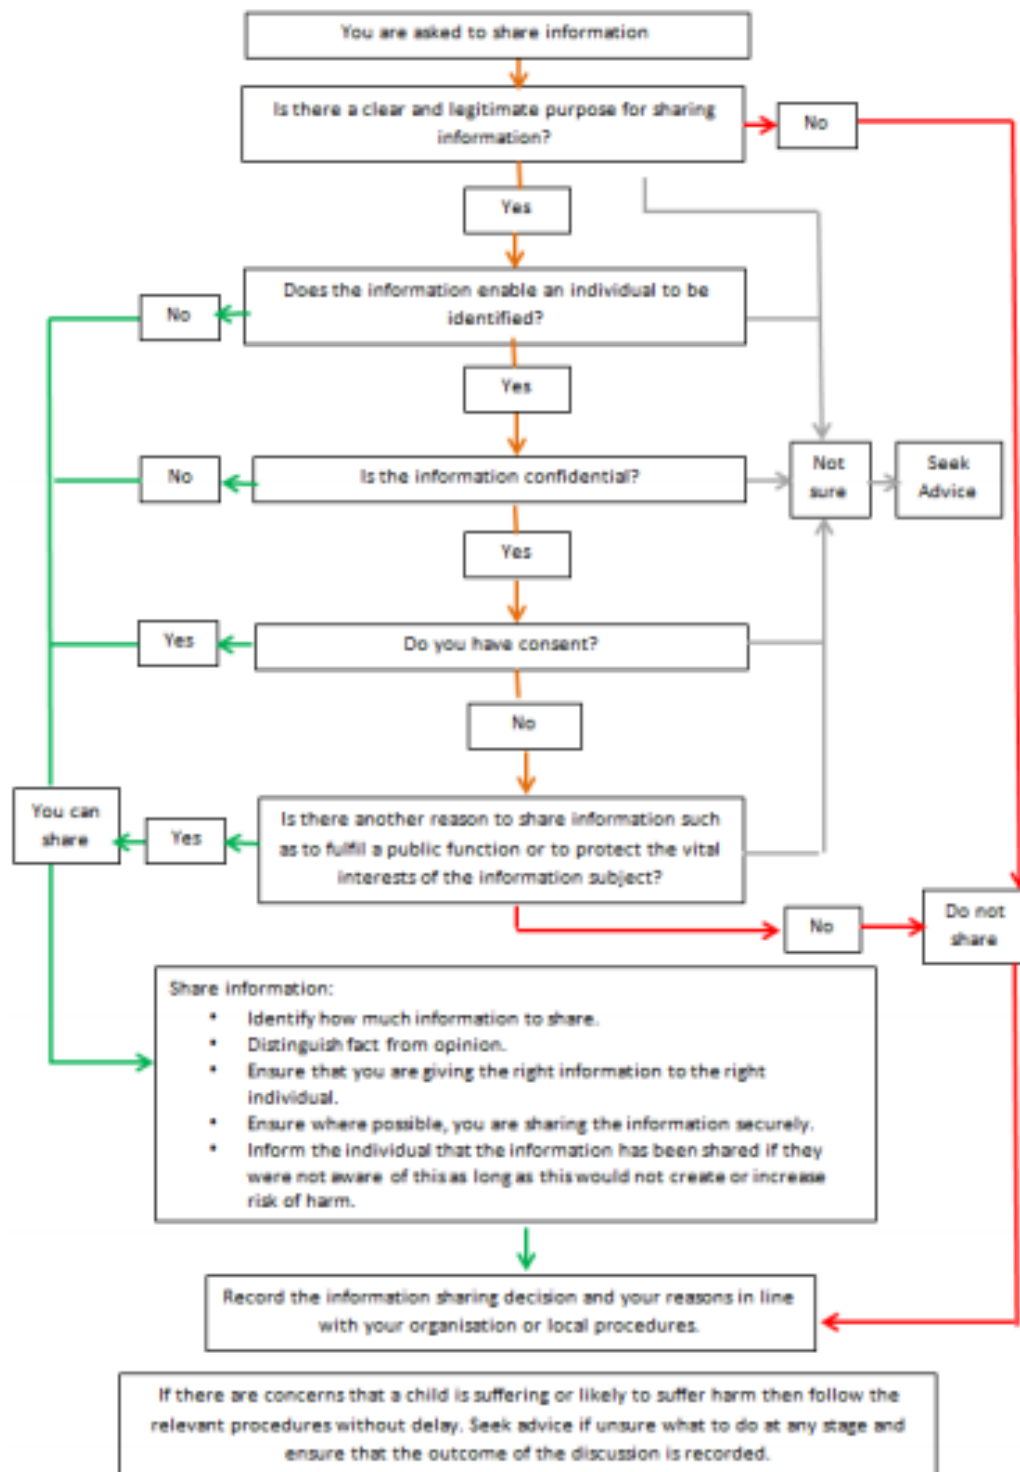 You are asked to share information
Is there a clear and legitimate purpose for sharing
information?
No
Yes
Does the information enable an individual to be
identified?
No
Yes
Is the information confidential?
No
Not
sure
Seek
Advice
Yes
Do you have consent?
Yes
No
Is there another reason to share information such
as to fulfill a public function or to protect the vital
interests of the information subject?
Yes
You can
share
No
Do not
share
Share information:
• Identify how much information to share.
• Distinguish fact from opinion.
• Ensure that you are giving the right information to the right
individual.
• Ensure where possible, you are sharing the information securely.
• Inform the individual that the information has been shared if they
were not aware of this as long as this would not create or increase
risk of harm.
Record the information sharing decision and your reasons in line
with your organisation or local procedures.
If there are concerns that a child is suffering or likely to suffer harm then follow the
relevant procedures without delay. Seek advice if unsure what to do at any stage and
ensure that the outcome of the discussion is recorded.